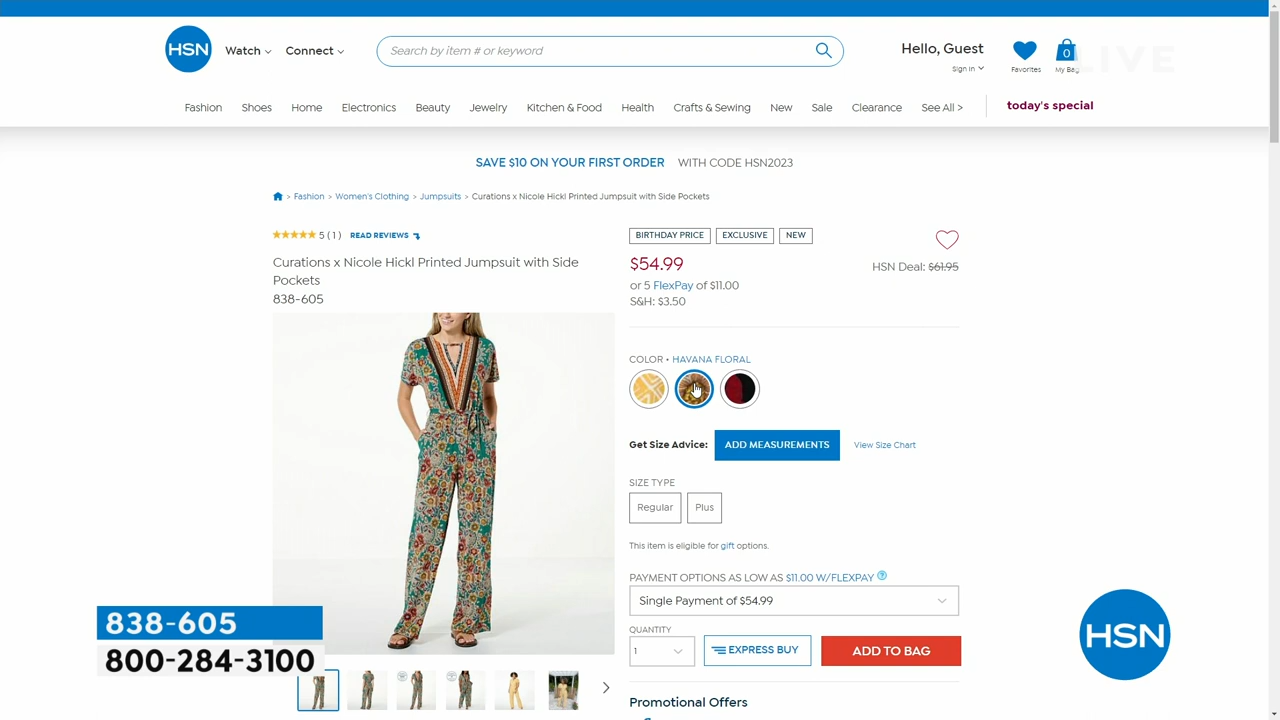 HSN
Watch
Connect
Search by item # or keyword
Hello, Guest
Sign in
Favorites
0
My Bag
LIVE
Fashion
Shoes
Home
Electronics
Beauty
Jewelry
Kitchen & Food
Health
Crafts & Sewing
New
Sale
Clearance
See All >
today's special
SAVE $10 ON YOUR FIRST ORDER WITH CODE HSN2023
> Fashion > Women's Clothing > Jumpsuits > Curations x Nicole Hickl Printed Jumpsuit with Side Pockets
5 ( 1 ) READ REVIEWS
Curations x Nicole Hickl Printed Jumpsuit with Side
Pockets
838-605
BIRTHDAY PRICE
EXCLUSIVE
NEW
$54.99
HSN Deal: $61.95
or 5 FlexPay of $11.00
S&H: $3.50
COLOR • HAVANA FLORAL
Get Size Advice:
ADD MEASUREMENTS
View Size Chart
SIZE TYPE
Regular
Plus
This item is eligible for gift options.
PAYMENT OPTIONS AS LOW AS $11.00 W/FLEXPAY ?
Single Payment of $54.99
QUANTITY
1
EXPRESS BUY
ADD TO BAG
Promotional Offers
838-605
800-284-3100
HSN